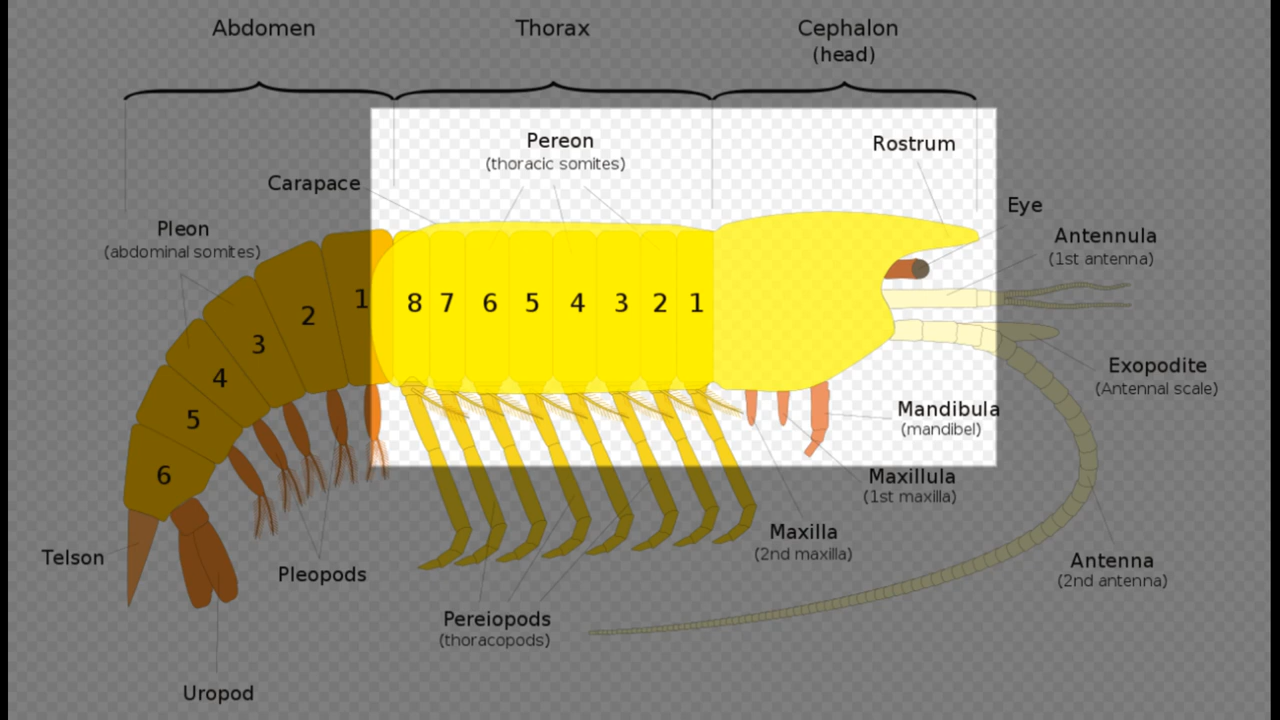 Abdomen
Thorax
Cephalon
(head)
Pereon
(thoracic somites)
Rostrum
Carapace
Eye
Pleon
(abdominal somites)
Antennula
(1st antenna)
1
2
3
4
5
6
8 7 6 5 4 3 2 1
Exopodite
(Antennal scale)
Mandibula
(mandibel)
Maxillula
(1st maxilla)
Maxilla
(2nd maxilla)
Telson
Pleopods
Antenna
(2nd antenna)
Pereiopods
(thoracopods)
Uropod